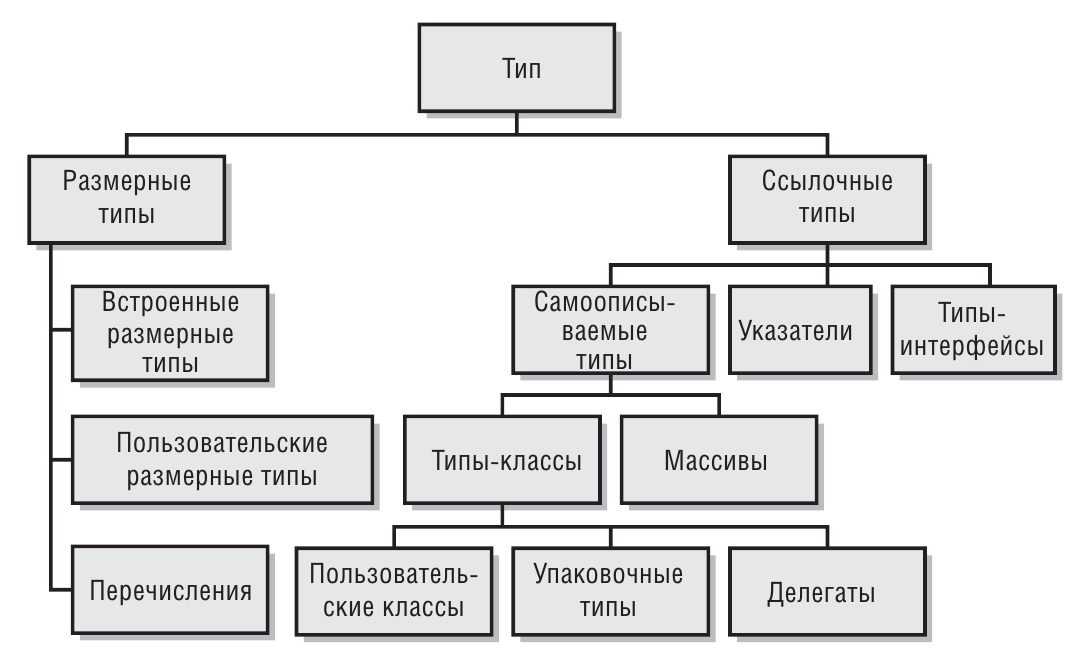 Тип
Размерные
типы
Ссылочные
типы
Встроенные
размерные
типы
Самоописы-
ваемые
типы
Указатели
Типы-
интерфейсы
Пользовательские
размерные типы
Типы-классы
Массивы
Перечисления
Пользователь-
ские классы
Упаковочные
типы
Делегаты